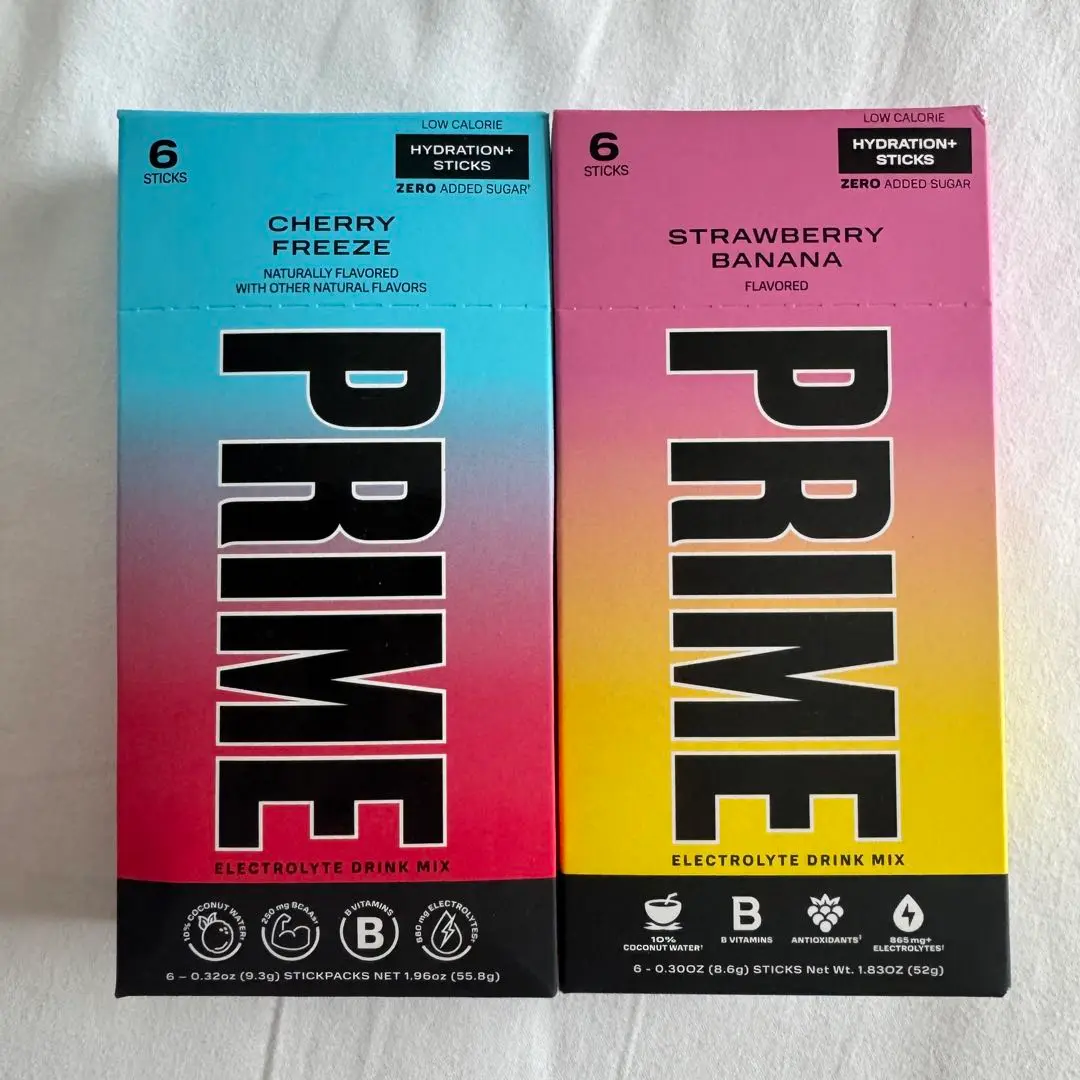 6
STICKS
LOW CALORIE
HYDRATION+
STICKS
ZERO ADDED SUGAR†
CHERRY
FREEZE
NATURALLY FLAVORED
WITH OTHER NATURAL FLAVORS
PRIME
ELECTROLYTE DRINK MIX
10% COCONUT WATER†
250 mg BCAAs†
B VITAMINS
B
680 mg ELECTROLYTES†
6 – 0.32oz (9.3g) STICKPACKS NET 1.96oz (55.8g)
6
STICKS
LOW CALORIE
HYDRATION+
STICKS
ZERO ADDED SUGAR
STRAWBERRY
BANANA
FLAVORED
PRIME
ELECTROLYTE DRINK MIX
10%
COCONUT WATER†
B
B VITAMINS
ANTIOXIDANTS‡
865 mg+
ELECTROLYTES†
6 - 0.30OZ (8.6g) STICKS Net Wt. 1.83OZ (52g)